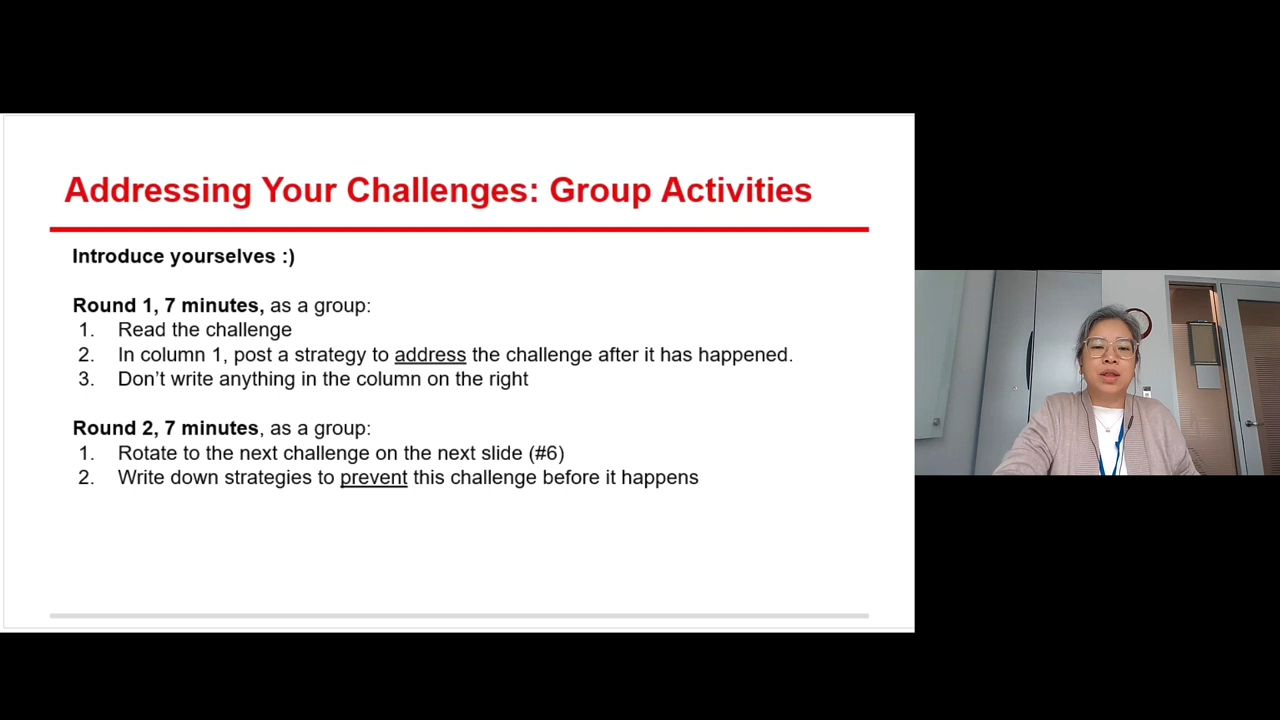 Addressing Your Challenges: Group Activities
Introduce yourselves :)
Round 1, 7 minutes, as a group:
1. Read the challenge
2. In column 1, post a strategy to address the challenge after it has happened.
3. Don’t write anything in the column on the right
Round 2, 7 minutes, as a group:
1. Rotate to the next challenge on the next slide (#6)
2. Write down strategies to prevent this challenge before it happens